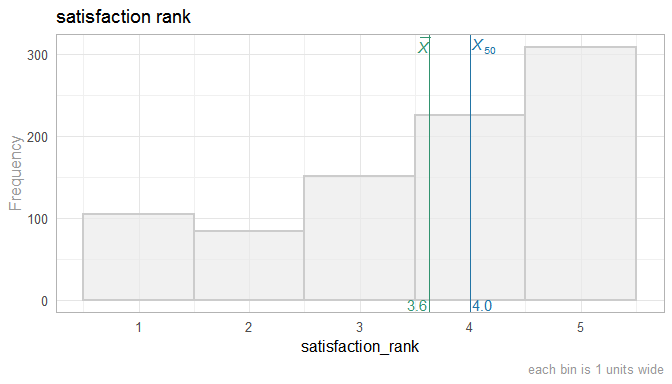 satisfaction rank
300
200
100
0
Frequency
X̅
X50
3.6
4.0
1 2 3 4 5
satisfaction_rank
each bin is 1 units wide